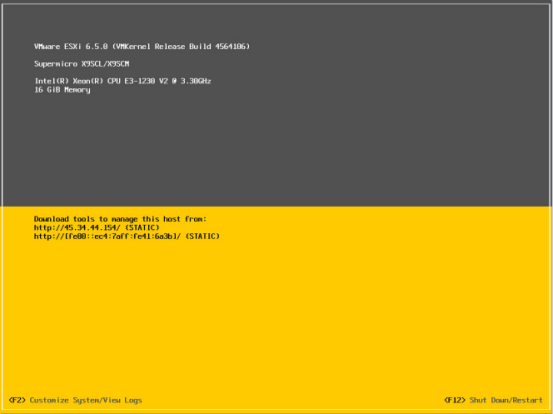 VMware ESXi 6.5.0 (VMKernel Release Build 4564106)
Supermicro X9SCL/X9SCM
Intel(R) Xeon(R) CPU E3-1230 V2 @ 3.30GHz
16 GiB Memory
Download tools to manage this host from:
http://45.34.44.154/ (STATIC)
http://[fe80::ec4:7aff:fe41:6a3b]/ (STATIC)
<F2> Customize System/View Logs
<F12> Shut Down/Restart